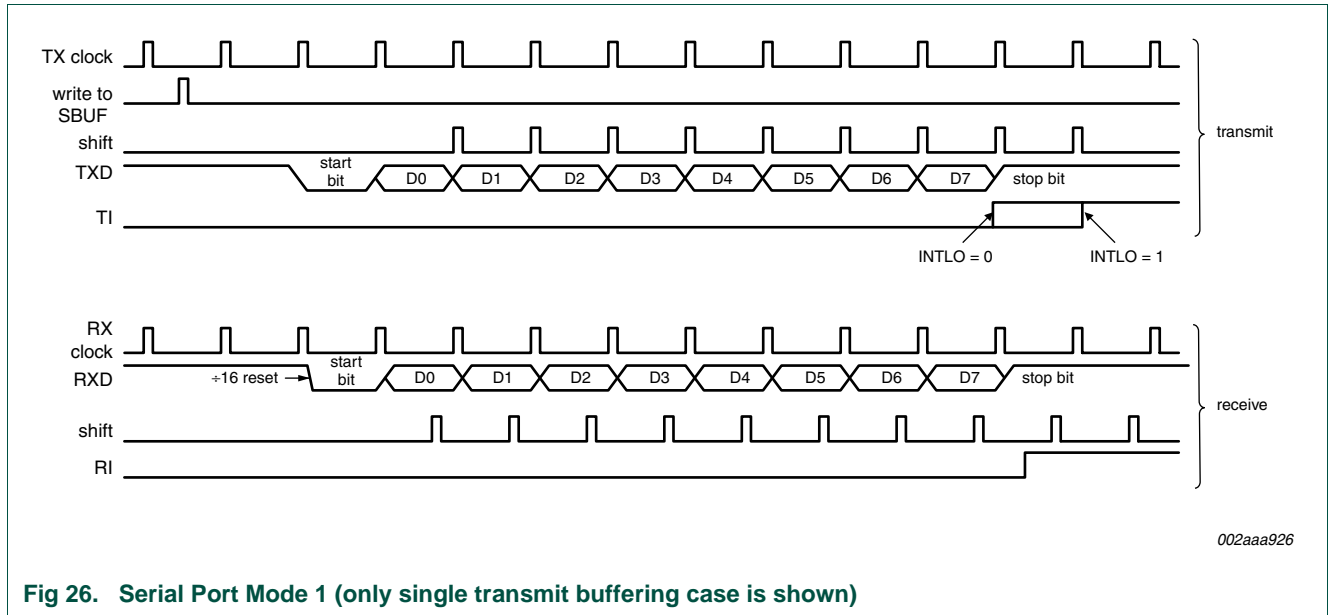 TX clock
write to
SBUF
shift
TXD
start
bit
D0 D1 D2 D3 D4 D5 D6 D7 stop bit
TI
INTLO = 0 INTLO = 1
transmit
RX
clock
RXD
÷16 reset
start
bit
D0 D1 D2 D3 D4 D5 D6 D7 stop bit
shift
RI
receive
002aaa926
Fig 26. Serial Port Mode 1 (only single transmit buffering case is shown)